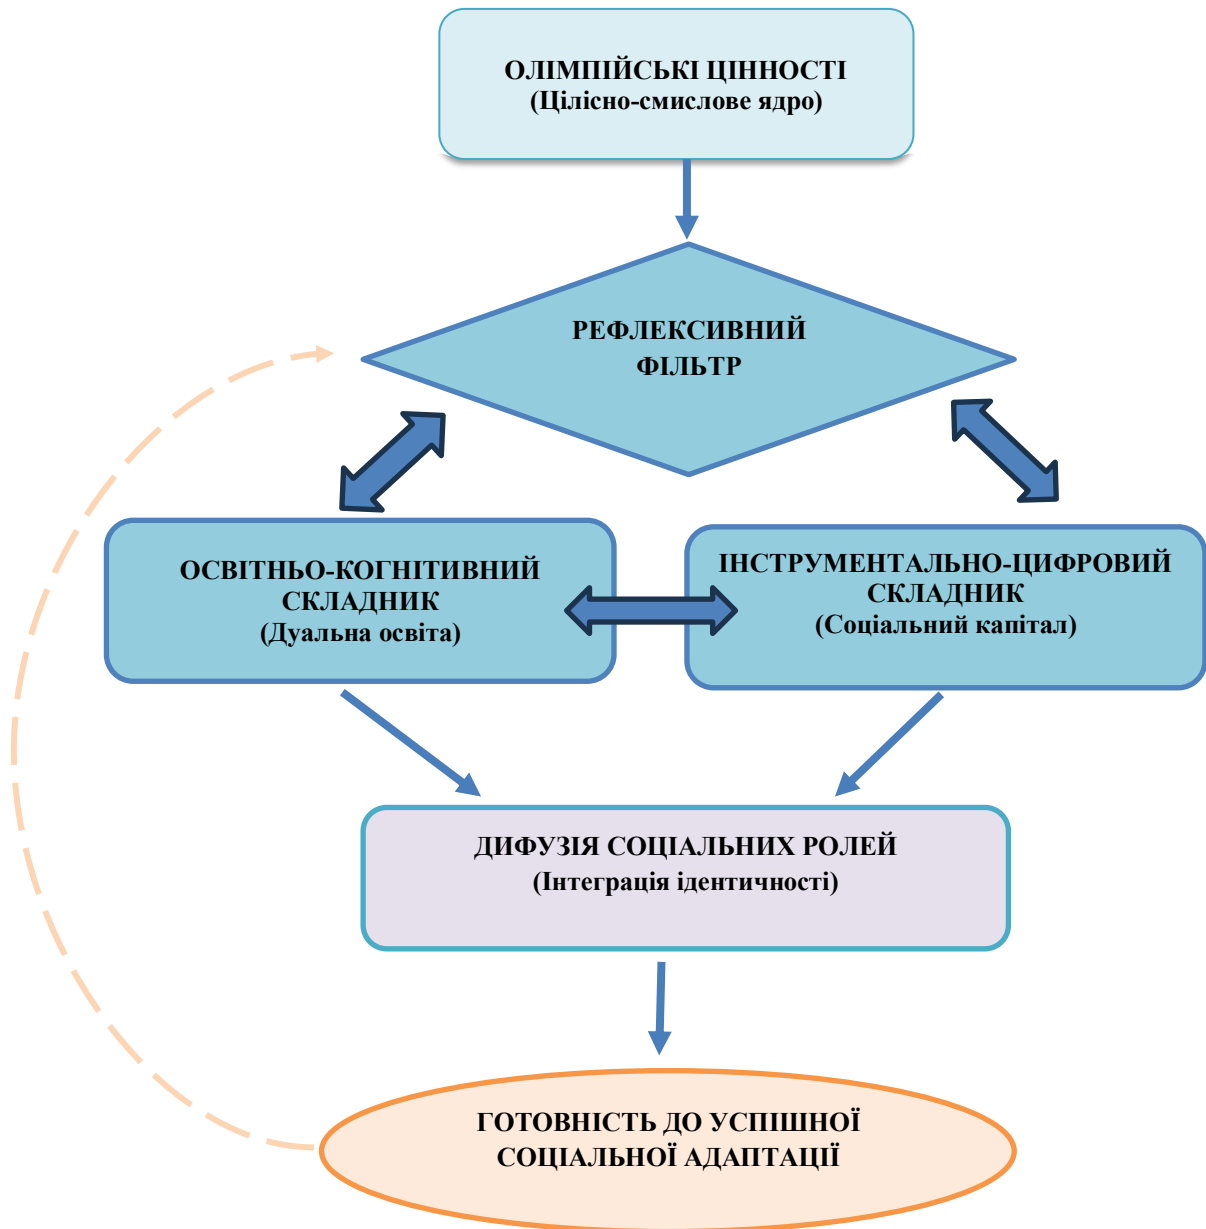 ОЛІМПІЙСЬКІ ЦІННОСТІ
(Цілісно-смислове ядро)
РЕФЛЕКСИВНИЙ
ФІЛЬТР
ОСВІТНЬО-КОГНІТИВНИЙ
СКЛАДНИК
(Дуальна освіта)
ІНСТРУМЕНТАЛЬНО-ЦИФРОВИЙ
СКЛАДНИК
(Соціальний капітал)
ДИФУЗІЯ СОЦІАЛЬНИХ РОЛЕЙ
(Інтеграція ідентичності)
ГОТОВНІСТЬ ДО УСПІШНОЇ
СОЦІАЛЬНОЇ АДАПТАЦІЇ